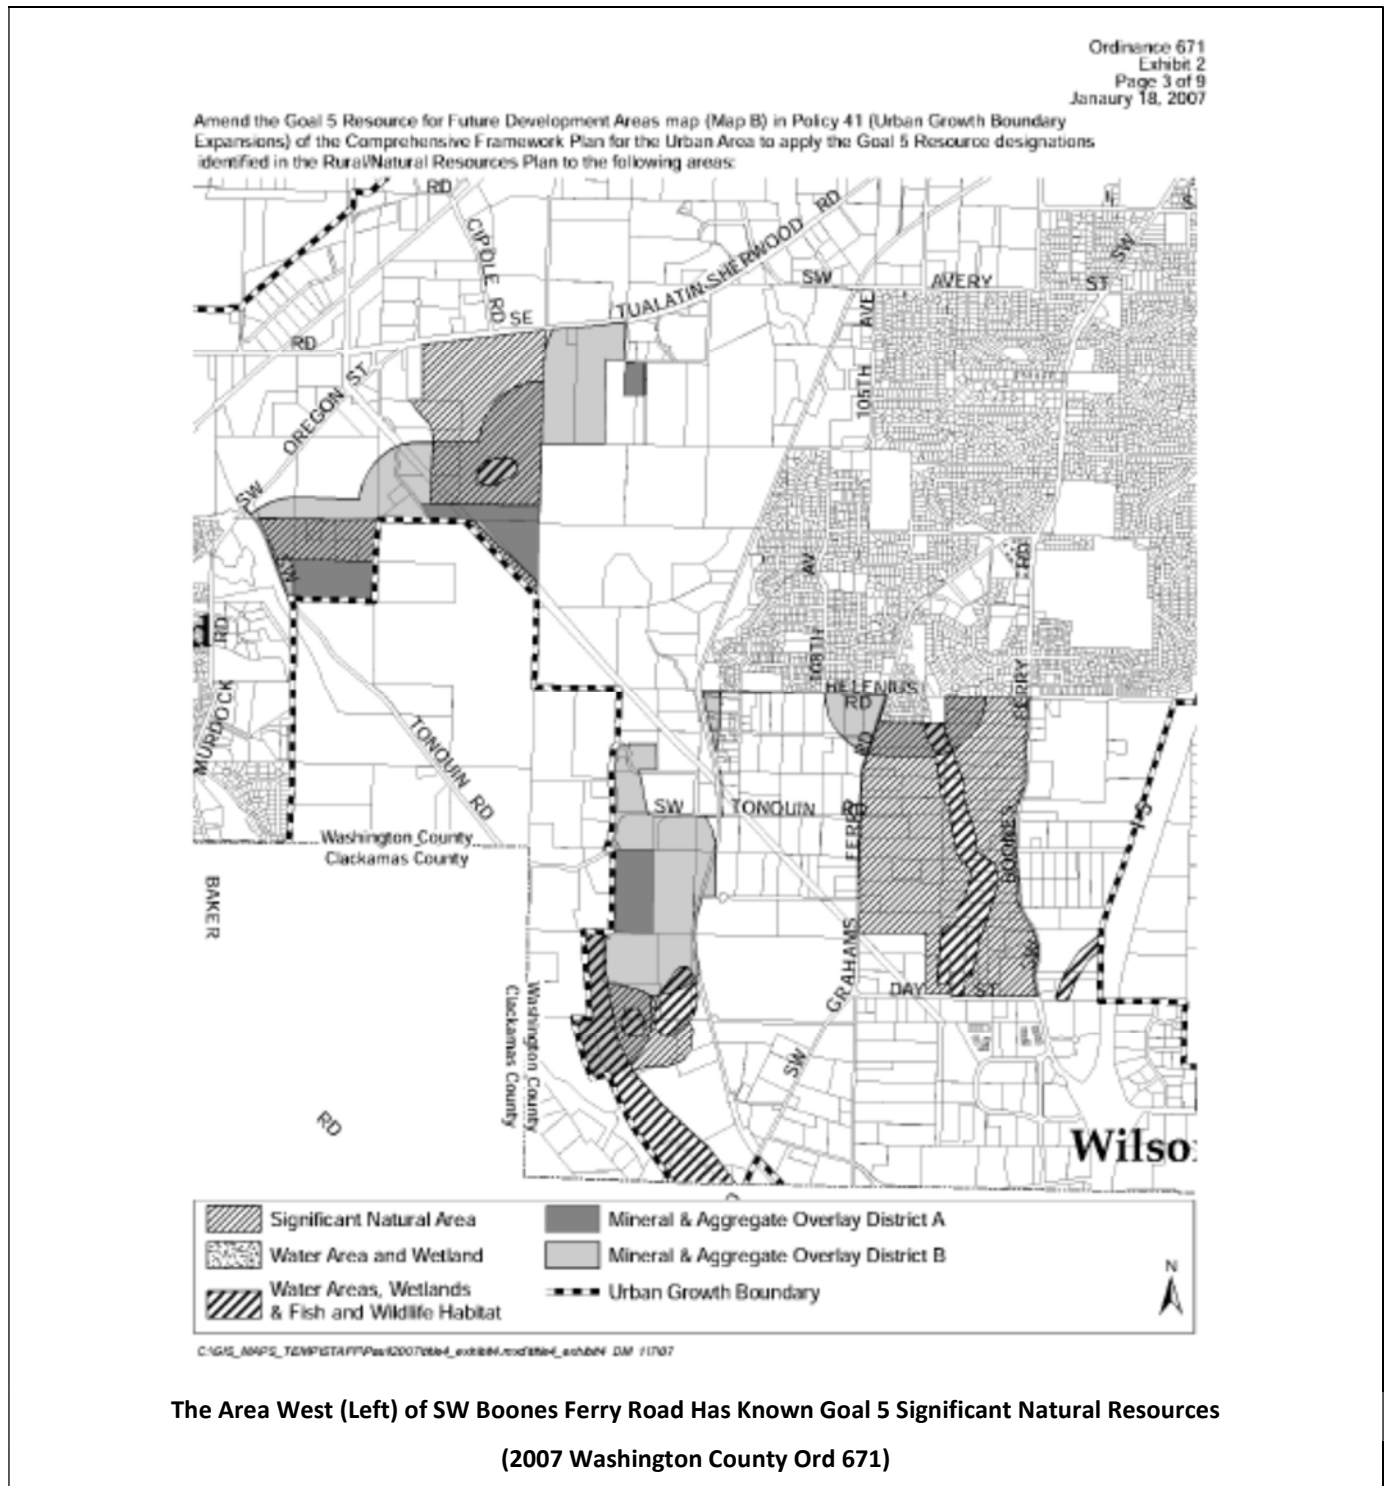 Ordinance 671
Exhibit 2
Page 3 of 9
Janaury 18, 2007
Amend the Goal 5 Resource for Future Development Areas map (Map B) in Policy 41 (Urban Growth Boundary
Expansions) of the Comprehensive Framework Plan for the Urban Area to apply the Goal 5 Resource designations
identified in the Rural/Natural Resources Plan to the following areas:
RD
CIPOLE RD
SE
TUALATIN-SHERWOOD RD
SW
AVERY
ST
SW
RD
OREGON ST
105TH AVE
SW
SW
AV
108TH
RD
RD
MURDOCK
HELENIUS
RD
FERRY
RD
TONQUIN RD
SW
TONQUIN
RD
FERRY
BOONES
I-5
Washington County
Clackamas County
BAKER
SW
GRAHAMS
DAY
ST
Washington County
Clackamas County
SW
RD
Wilso
Significant Natural Area
Mineral & Aggregate Overlay District A
Water Area and Wetland
Mineral & Aggregate Overlay District B
Water Areas, Wetlands
& Fish and Wildlife Habitat
Urban Growth Boundary
N
The Area West (Left) of SW Boones Ferry Road Has Known Goal 5 Significant Natural Resources
(2007 Washington County Ord 671)